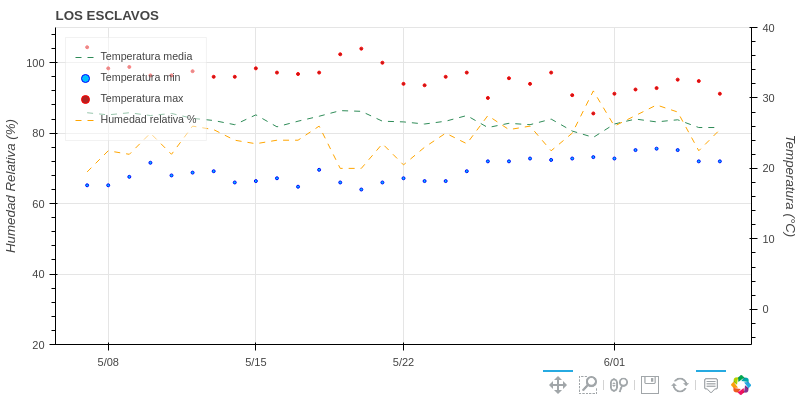 LOS ESCLAVOS
Temperatura media
Temperatura min
Temperatura max
Humedad relativa %
Humedad Relativa (%)
100
80
60
40
20
Temperatura (°C)
40
30
20
10
0
5/08
5/15
5/22
6/01